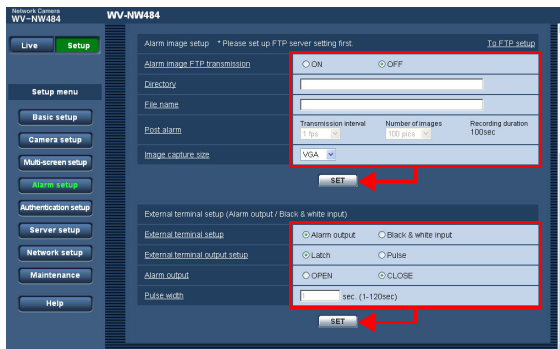 Network Camera
WV-NW484
WV-NW484
Live Setup
Setup menu
Basic setup
Camera setup
Multi-screen setup
Alarm setup
Authentication setup
Server setup
Network setup
Maintenance
Help
Alarm image setup * Please set up FTP server setting first. To FTP setup
Alarm image FTP transmission ON OFF
Directory
File name
Post alarm Transmission interval 1 fps Number of images 100 pics Recording duration 100sec
Image capture size VGA
SET
External terminal setup (Alarm output / Black & white input)
External terminal setup Alarm output Black & white input
External terminal output setup Latch Pulse
Alarm output OPEN CLOSE
Pulse width 1 sec. (1-120sec)
SET